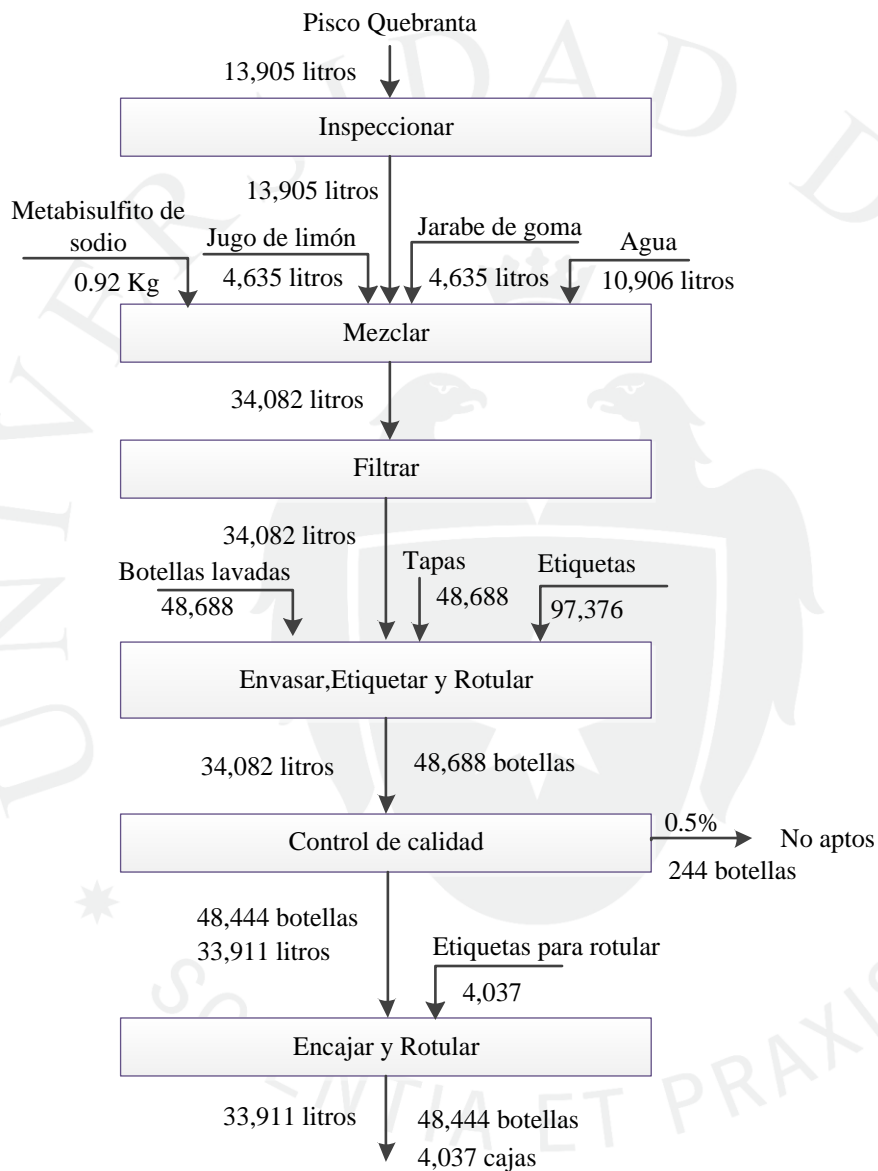 Pisco Quebranta
13,905 litros
Inspeccionar
13,905 litros
Metabisulfito de
sodio
0.92 Kg
Jugo de limón
4,635 litros
Jarabe de goma
4,635 litros
Agua
10,906 litros
Mezclar
34,082 litros
Filtrar
34,082 litros
Botellas lavadas
48,688
Tapas
48,688
Etiquetas
97,376
Envasar,Etiquetar y Rotular
34,082 litros
48,688 botellas
Control de calidad
0.5%
No aptos
244 botellas
48,444 botellas
33,911 litros
Etiquetas para rotular
4,037
Encajar y Rotular
33,911 litros
48,444 botellas
4,037 cajas
UNIVERSIDAD D
ENTIA ET PRAXIS